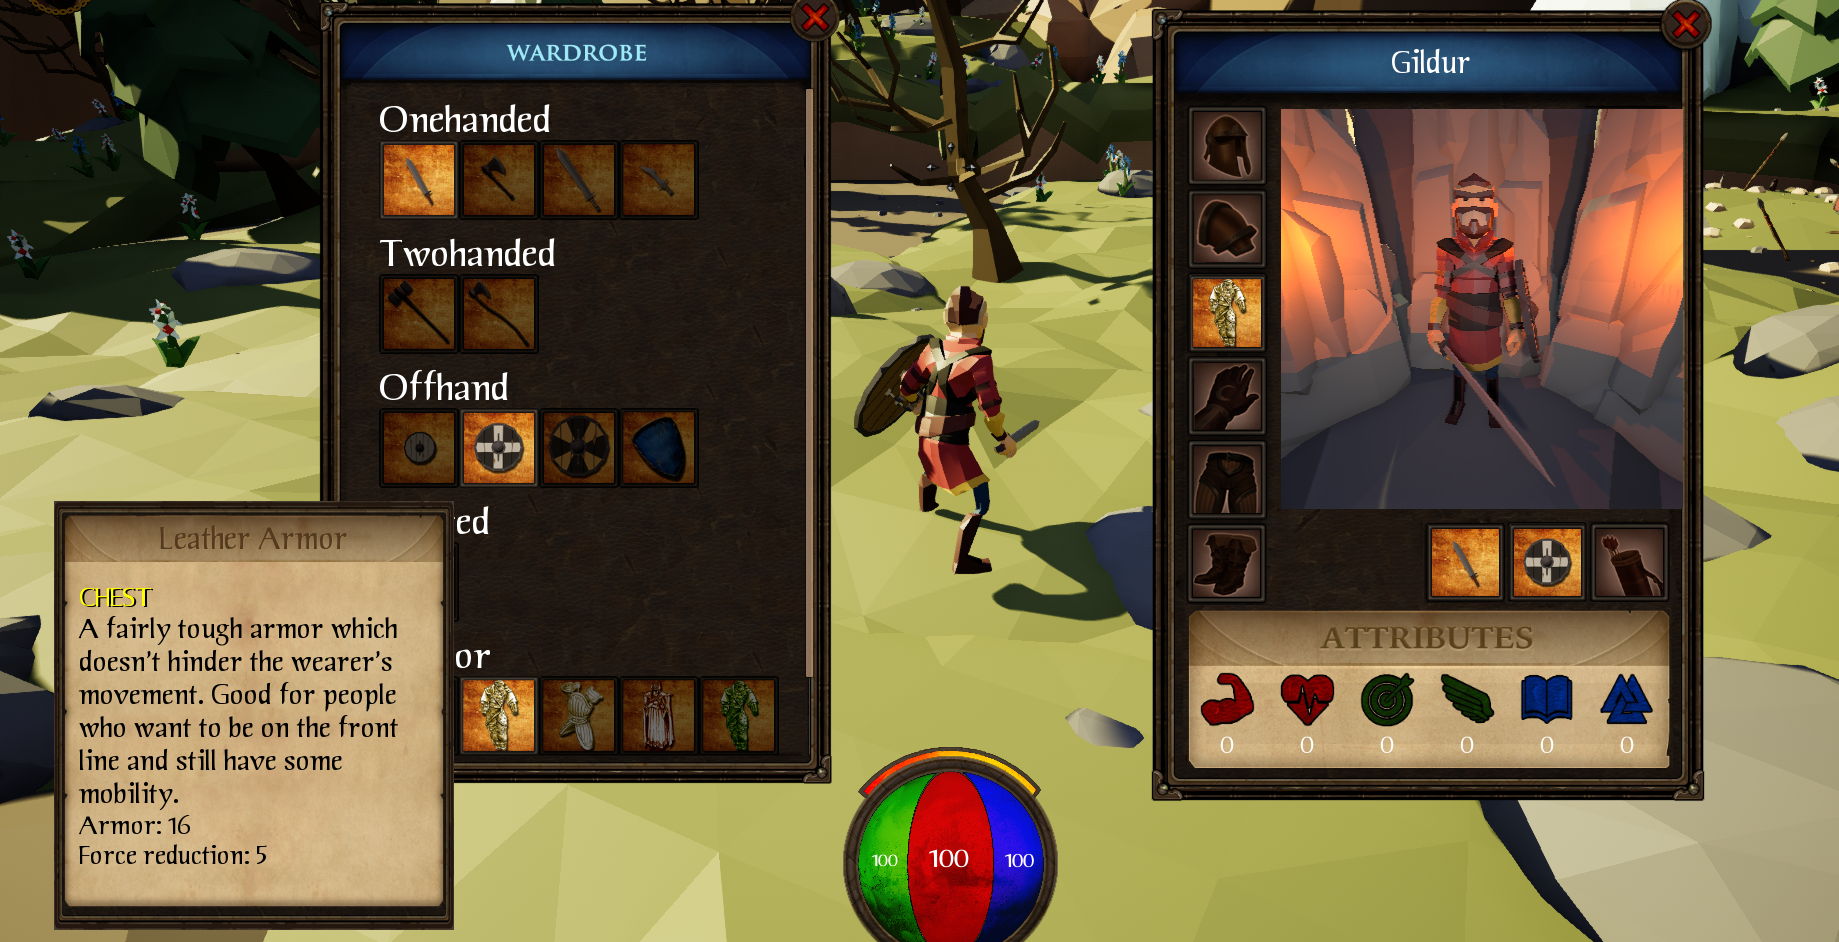 WARDROBE
Onehanded
Twohanded
Offhand
ed
or
Leather Armor
CHEST
A fairly tough armor which
doesn't hinder the wearer's
movement. Good for people
who want to be on the front
line and still have some
mobility.
Armor: 16
Force reduction: 5
100
100
100
Gildur
ATTRIBUTES
0
0
0
0
0
0